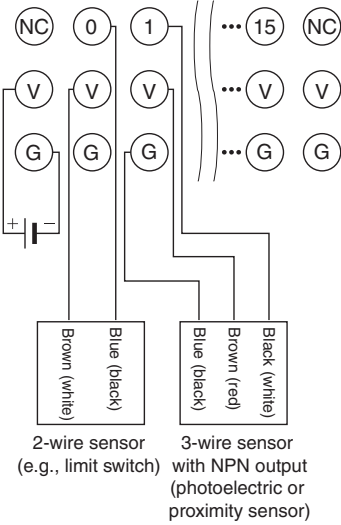 NC 0 1 ••• 15 NC
V V V ••• V V
G G G ••• G G
+ −
Brown (white)
Blue (black)
Blue (black)
Brown (red)
Black (white)
2-wire sensor
(e.g., limit switch)
3-wire sensor
with NPN output
(photoelectric or
proximity sensor)